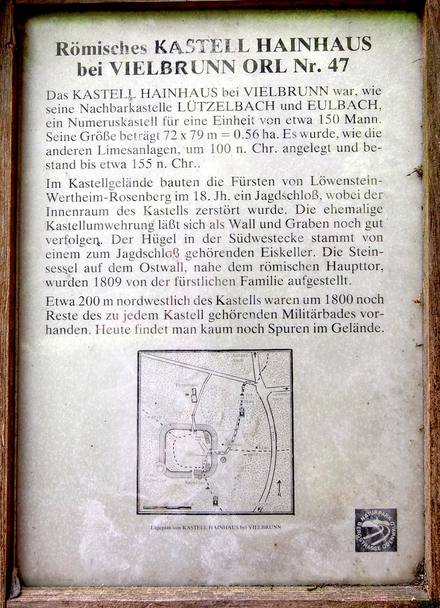 Römisches KASTELL HAINHAUS
bei VIELBRUNN ORL Nr. 47
Das KASTELL HAINHAUS bei VIELBRUNN war, wie
seine Nachbarkastelle LÜTZELBACH und EULBACH,
ein Numeruskastell für eine Einheit von etwa 150 Mann.
Seine Größe beträgt 72 x 79 m = 0.56 ha. Es wurde, wie die
anderen Limesanlagen, um 100 n. Chr. angelegt und be-
stand bis etwa 155 n. Chr..
Im Kastellgelände bauten die Fürsten von Löwenstein-
Wertheim-Rosenberg im 18. Jh. ein Jagdschloß, wobei der
Innenraum des Kastells zerstört wurde. Die ehemalige
Kastellumwehrung läßt sich als Wall und Graben noch gut
verfolgen. Der Hügel in der Südwestecke stammt von
einem zum Jagdschloß gehörenden Eiskeller. Die Stein-
sessel auf dem Ostwall, nahe dem römischen Haupttor,
wurden 1809 von der fürstlichen Familie aufgestellt.
Etwa 200 m nordwestlich des Kastells waren um 1800 noch
Reste des zu jedem Kastell gehörenden Militärbades vor-
handen. Heute findet man kaum noch Spuren im Gelände.
Lageplan von KASTELL HAINHAUS bei VIELBRUNN
NATURPARK